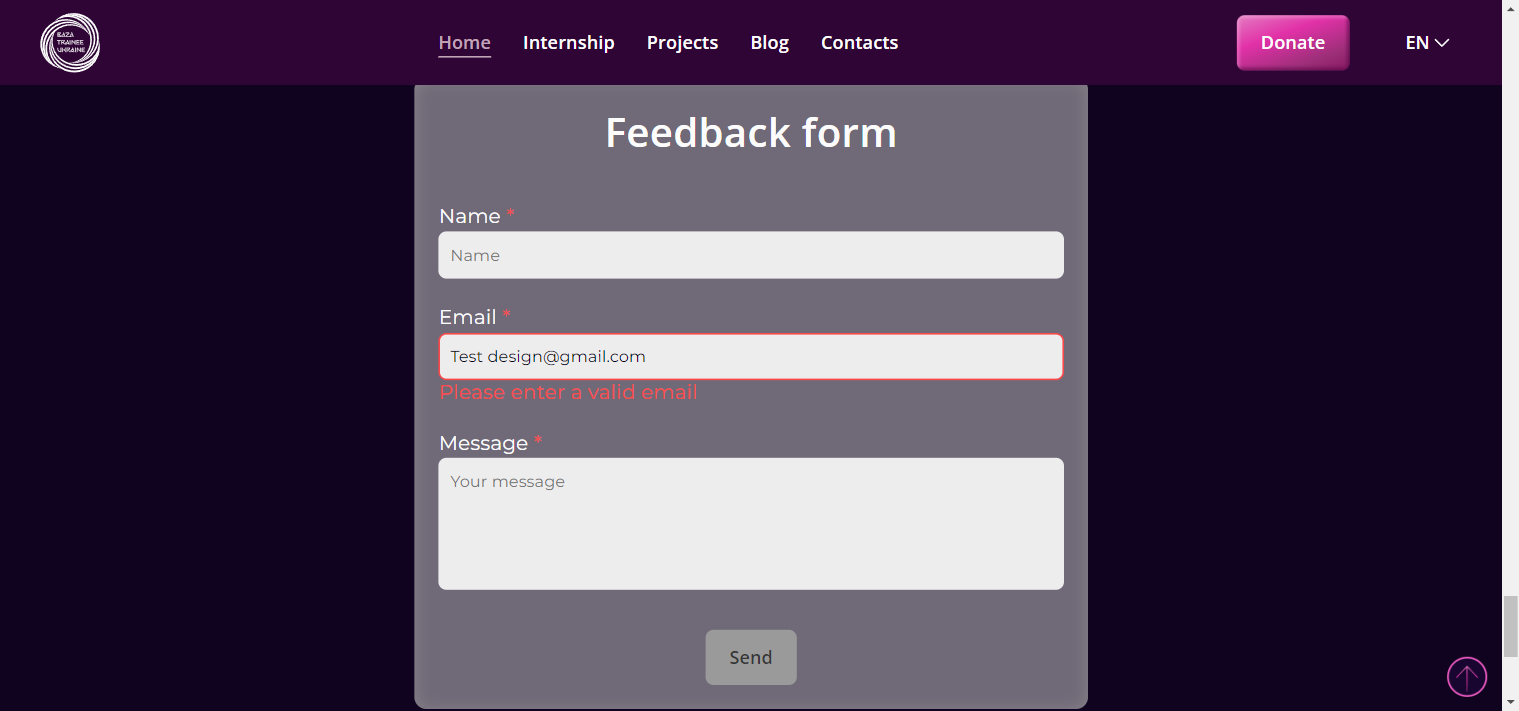 BAZA
TRAINEE
UKRAINE
Home Internship Projects Blog Contacts Donate EN
Feedback form
Name *
Name
Email *
Test design@gmail.com
Please enter a valid email
Message *
Your message
Send